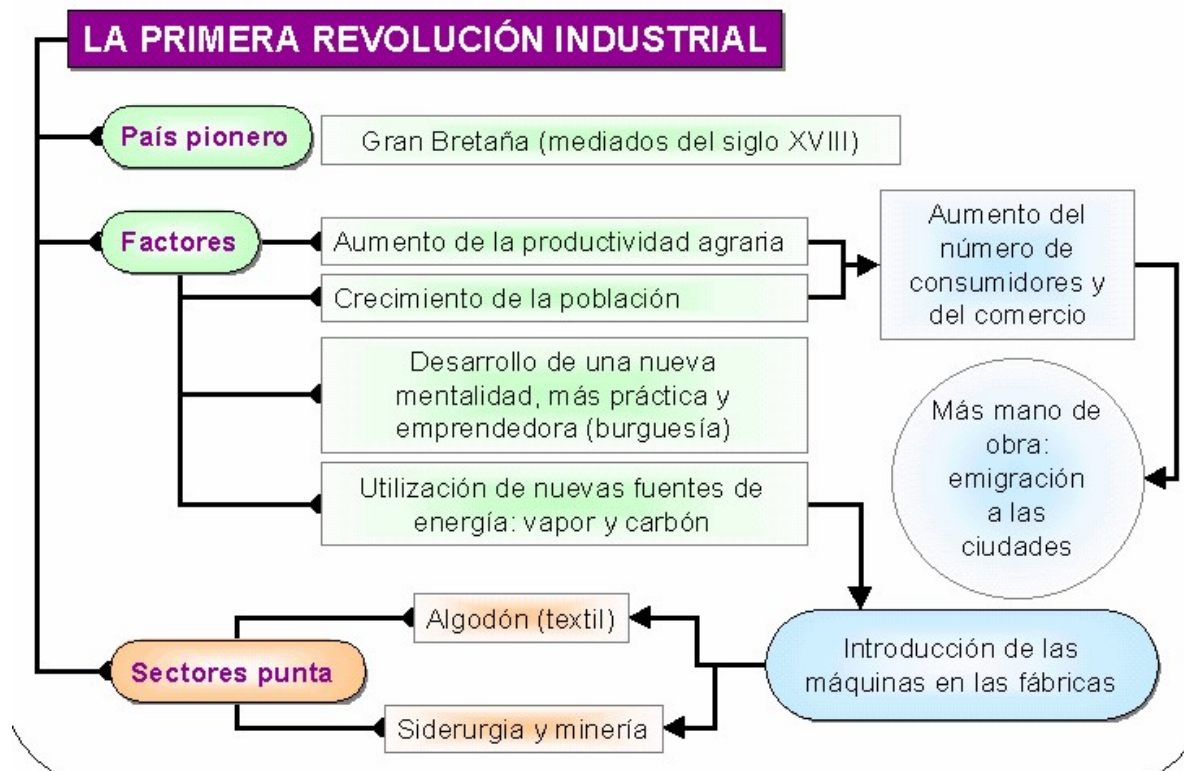 LA PRIMERA REVOLUCIÓN INDUSTRIAL
País pionero
Gran Bretaña (mediados del siglo XVIII)
Factores
Aumento de la productividad agraria
Crecimiento de la población
Aumento del
número de
consumidores y
del comercio
Desarrollo de una nueva
mentalidad, más práctica y
emprendedora (burguesía)
Más mano de
obra:
emigración
a las
ciudades
Utilización de nuevas fuentes de
energía: vapor y carbón
Introducción de las
máquinas en las fábricas
Sectores punta
Algodón (textil)
Siderurgia y minería